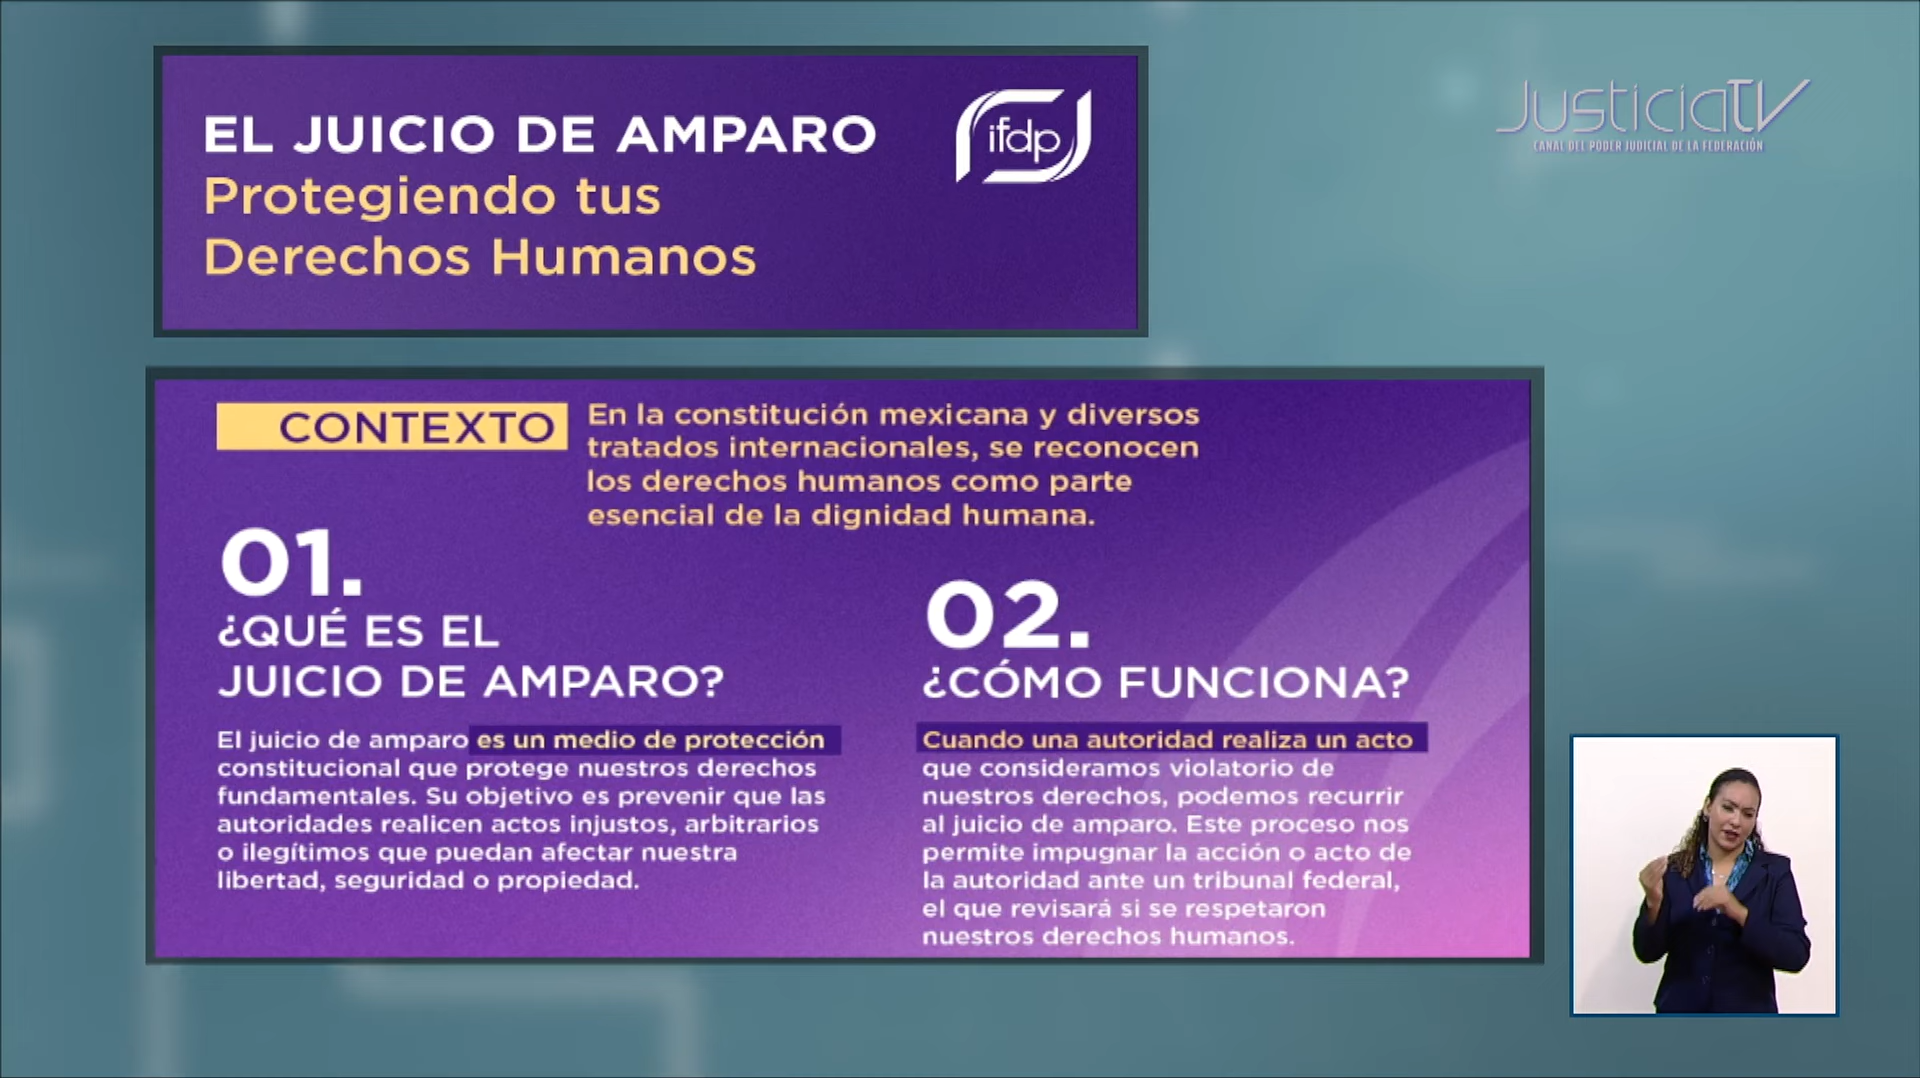 EL JUICIO DE AMPARO
Protegiendo tus
Derechos Humanos
ifdp
JusticiaTV
CANAL DEL PODER JUDICIAL DE LA FEDERACIÓN
CONTEXTO
En la constitución mexicana y diversos
tratados internacionales, se reconocen
los derechos humanos como parte
esencial de la dignidad humana.
01.
¿QUÉ ES EL
JUICIO DE AMPARO?
El juicio de amparo es un medio de protección
constitucional que protege nuestros derechos
fundamentales. Su objetivo es prevenir que las
autoridades realicen actos injustos, arbitrarios
o ilegítimos que puedan afectar nuestra
libertad, seguridad o propiedad.
02.
¿CÓMO FUNCIONA?
Cuando una autoridad realiza un acto
que consideramos violatorio de
nuestros derechos, podemos recurrir
al juicio de amparo. Este proceso nos
permite impugnar la acción o acto de
la autoridad ante un tribunal federal,
el que revisará si se respetaron
nuestros derechos humanos.